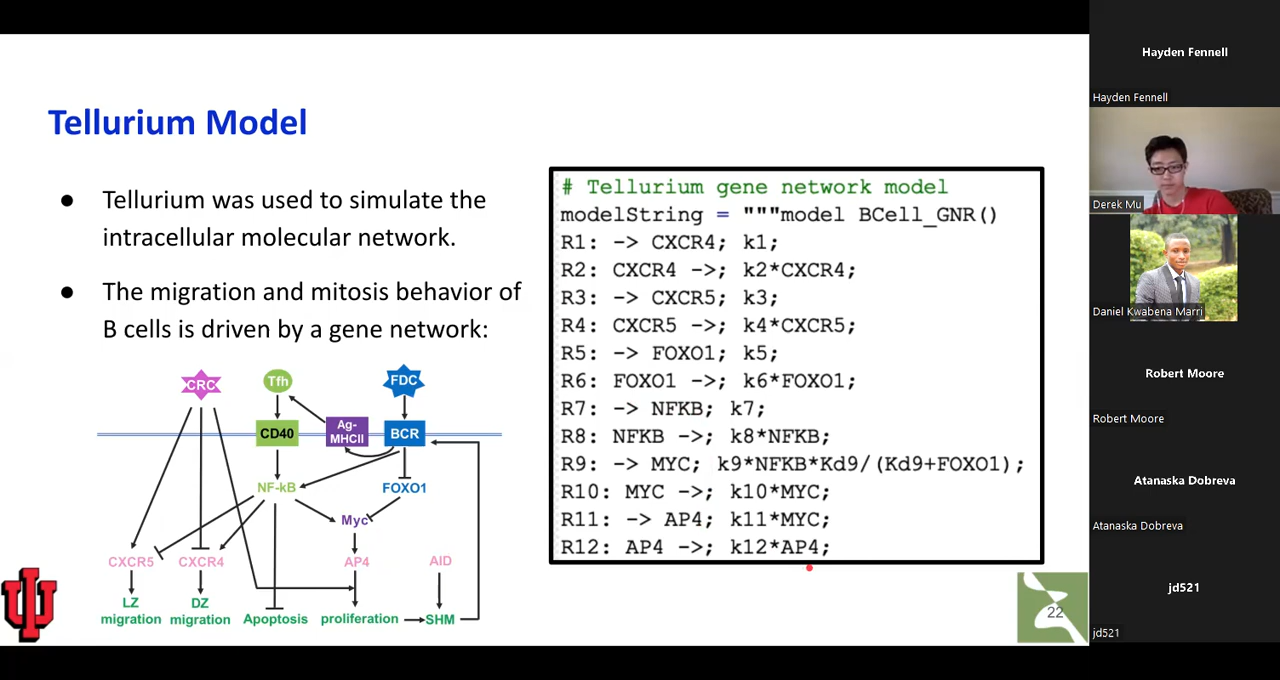 Tellurium Model
● Tellurium was used to simulate the
intracellular molecular network.
● The migration and mitosis behavior of
B cells is driven by a gene network:
CRC
Tfh
FDC
CD40
Ag-
MHCII
BCR
NF-kB
FOXO1
Myc
CXCR5
CXCR4
AP4
AID
LZ
migration
DZ
migration
Apoptosis
proliferation
SHM
# Tellurium gene network model
modelString = """model BCell_GNR()
R1: -> CXCR4; k1;
R2: CXCR4 ->; k2*CXCR4;
R3: -> CXCR5; k3;
R4: CXCR5 ->; k4*CXCR5;
R5: -> FOXO1; k5;
R6: FOXO1 ->; k6*FOXO1;
R7: -> NFKB; k7;
R8: NFKB ->; k8*NFKB;
R9: -> MYC; k9*NFKB*Kd9/(Kd9+FOXO1);
R10: MYC ->; k10*MYC;
R11: -> AP4; k11*MYC;
R12: AP4 ->; k12*AP4;
22
Hayden Fennell
Hayden Fennell
Derek Mu
Daniel Kwabena Marri
Robert Moore
Robert Moore
Atanaska Dobreva
Atanaska Dobreva
jd521
jd521